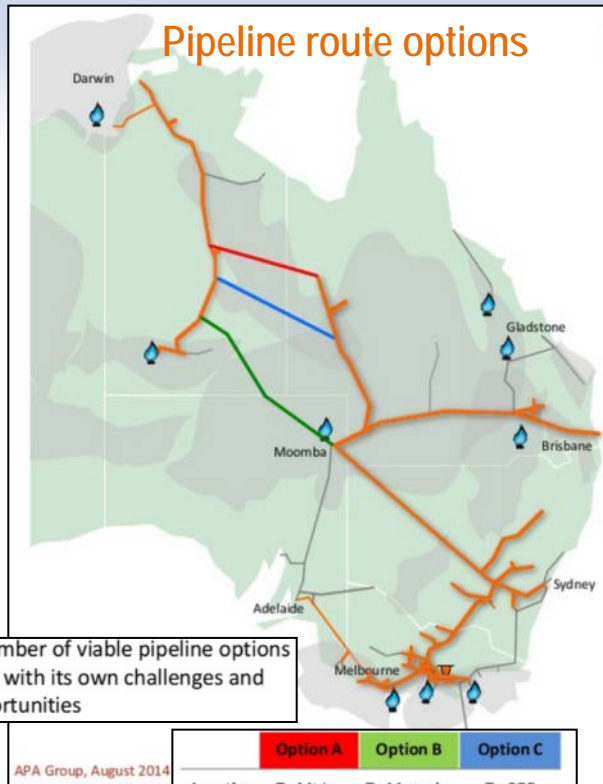 Pipeline route options
Darwin
Gladstone
Moomba
Brisbane
Adelaide
Sydney
Melbourne
mber of viable pipeline options
with its own challenges and
ortunities
APA Group, August 2014
Option A Option B Option C